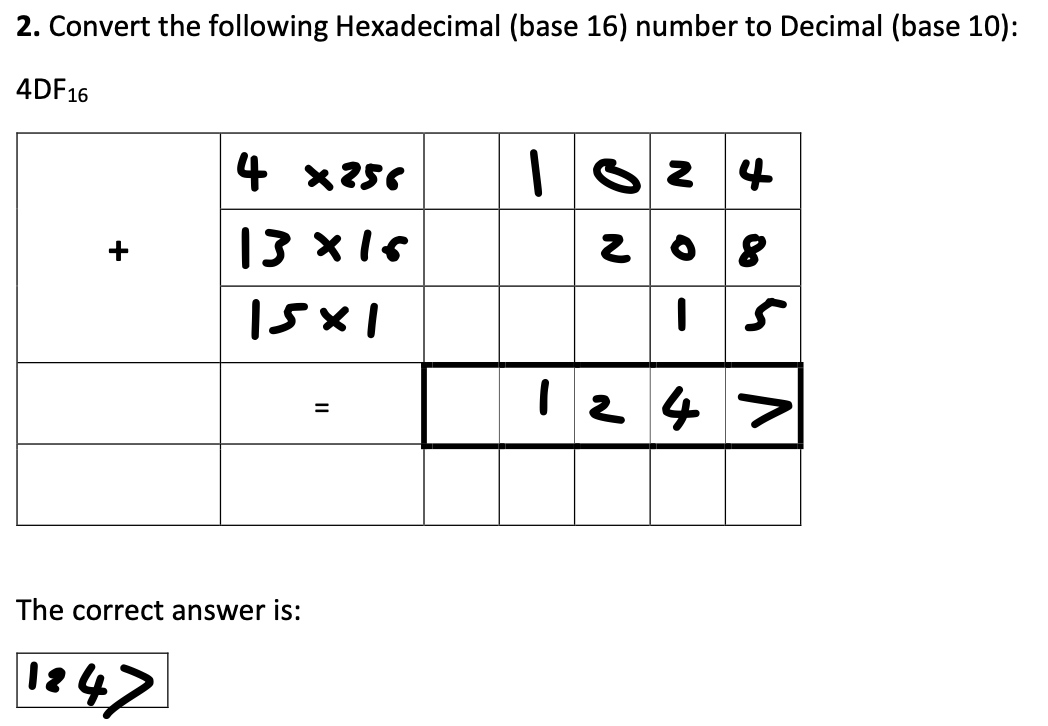 2. Convert the following Hexadecimal (base 16) number to Decimal (base 10):
4DF16
4 ×256 1 0 2 4
+ 13 ×16 2 0 8
15×1 1 5
= 1 2 4 7
The correct answer is:
1247